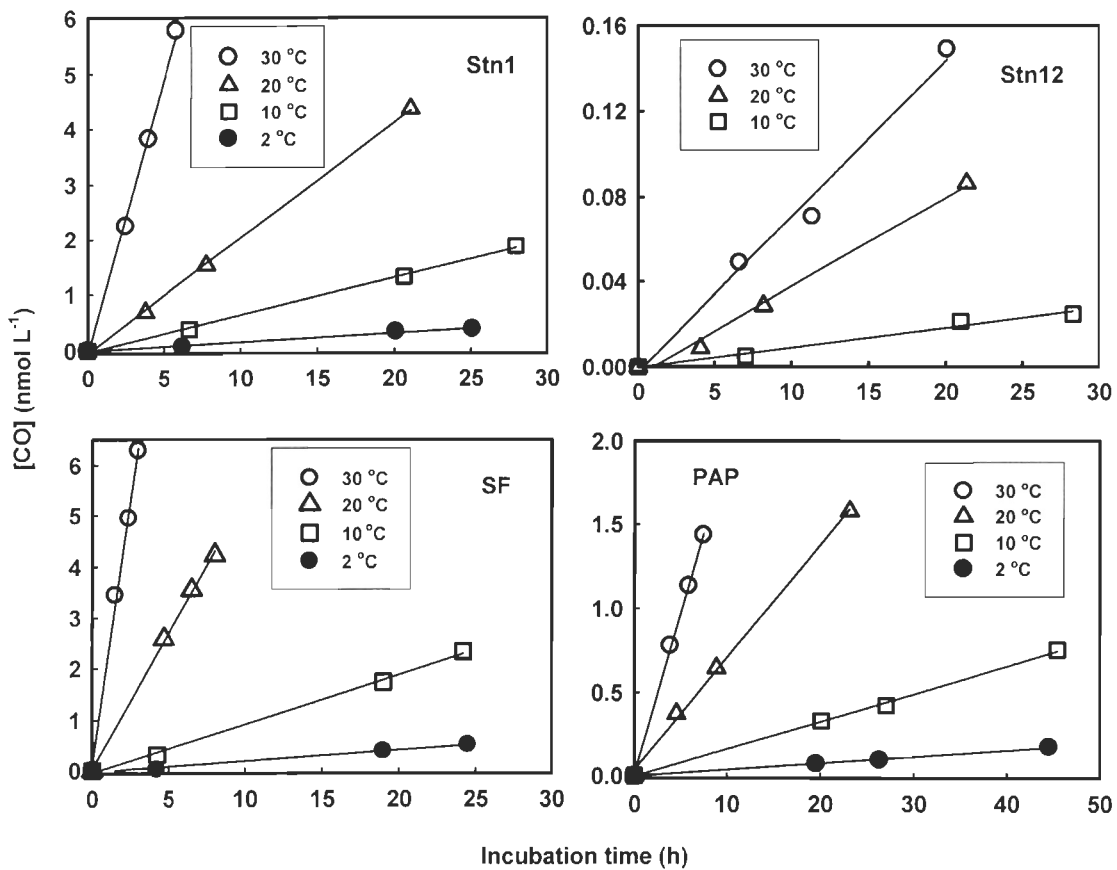 6
5
4
3
2
1
0
0 5 10 15 20 25 30
30 °C
20 °C
10 °C
2 °C
Stn1
0.16
0.12
0.08
0.04
0.00
0 5 10 15 20 25 30
30 °C
20 °C
10 °C
Stn12
[CO] (nmol L-1)
6
5
4
3
2
1
0
0 5 10 15 20 25 30
30 °C
20 °C
10 °C
2 °C
SF
2.0
1.5
1.0
0.5
0.0
0 10 20 30 40 50
PAP
30 °C
20 °C
10 °C
2 °C
Incubation time (h)